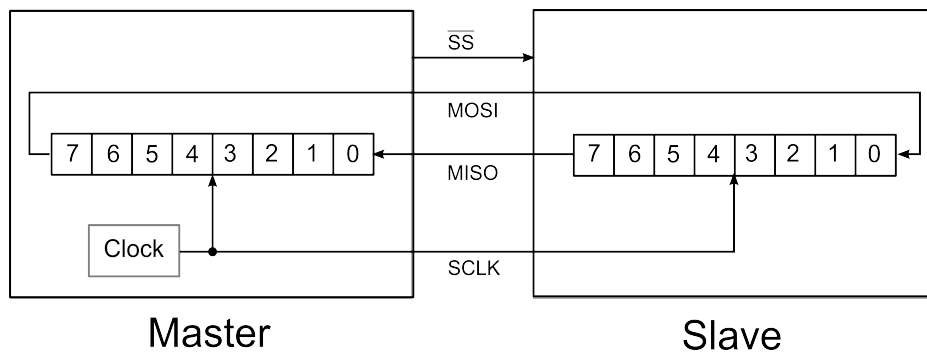 S̅S̅
MOSI
7 6 5 4 3 2 1 0
MISO
7 6 5 4 3 2 1 0
Clock
SCLK
Master
Slave